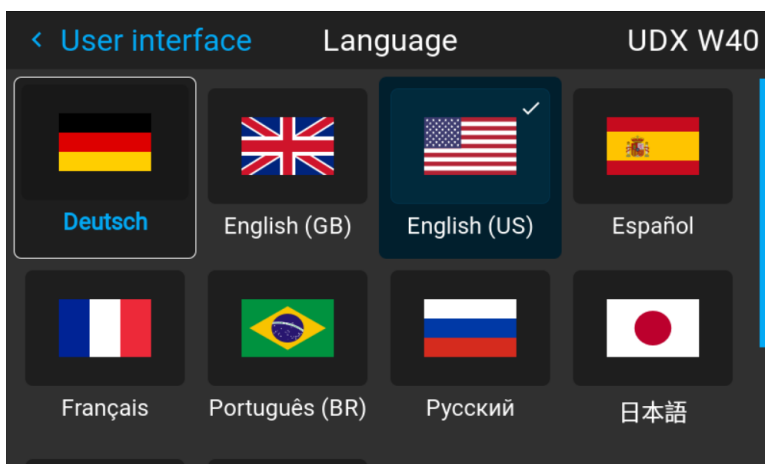 User interface Language UDX W40
Deutsch English (GB) English (US) Español
Français Português (BR) Русский 日本語